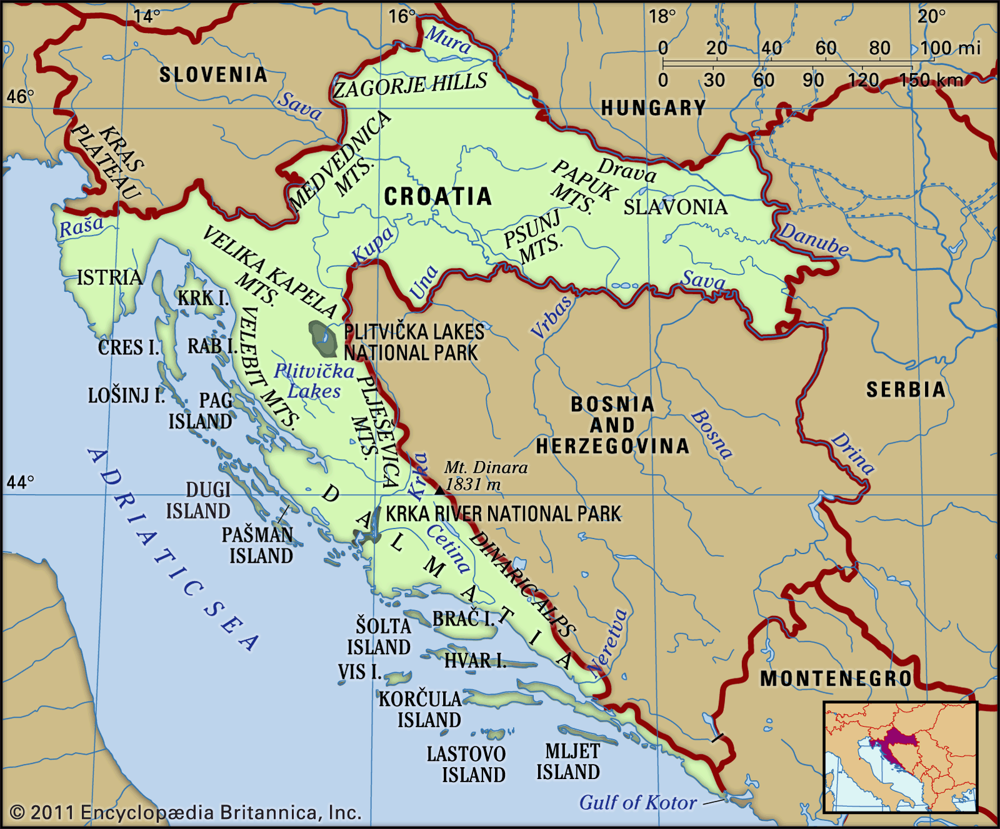 14°
16°
18°
20°
Mura
0 20 40 60 80 100 mi
0 30 60 90 120 150 km
SLOVENIA
ZAGORJE HILLS
46°
Sava
HUNGARY
KRAS
PLATEAU
MEDVEDNICA
MTS.
Drava
PAPUK
MTS.
CROATIA
SLAVONIA
Raša
VELIKA KAPELA
MTS.
Kupa
PSUNJ
MTS.
Danube
ISTRIA
Una
Sava
KRK I.
Vrbas
VELEBIT MTS.
PLITVIČKA LAKES
NATIONAL PARK
CRES I.
RAB I.
Plitvička
Lakes
PLJEŠEVICA
MTS.
LOŠINJ I.
PAG
ISLAND
SERBIA
BOSNIA
AND
HERZEGOVINA
Bosna
Drina
ADRIATIC SEA
Krka
Mt. Dinara
1831 m
44°
DUGI
ISLAND
DALMATIA
KRKA RIVER NATIONAL PARK
PAŠMAN
ISLAND
Cetina
DINARIC ALPS
ŠOLTA
ISLAND
BRAČ I.
Neretva
HVAR I.
VIS I.
MONTENEGRO
KORČULA
ISLAND
LASTOVO
ISLAND
MLJET
ISLAND
Gulf of Kotor
© 2011 Encyclopædia Britannica, Inc.